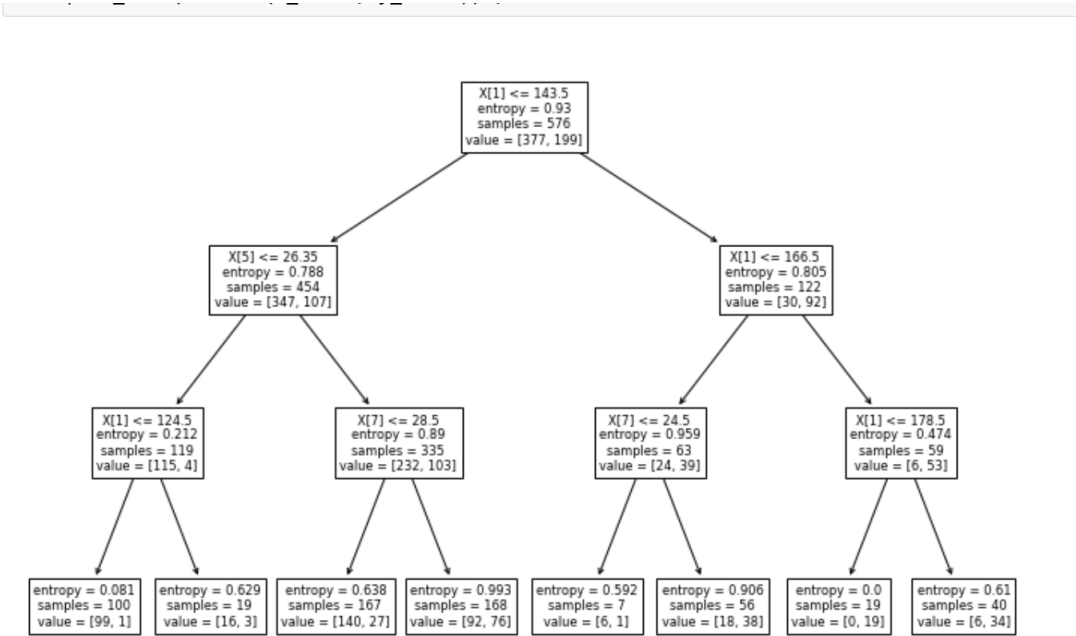 X[1] <= 143.5
entropy = 0.93
samples = 576
value = [377, 199]
X[5] <= 26.35
entropy = 0.788
samples = 454
value = [347, 107]
X[1] <= 166.5
entropy = 0.805
samples = 122
value = [30, 92]
X[1] <= 124.5
entropy = 0.212
samples = 119
value = [115, 4]
X[7] <= 28.5
entropy = 0.89
samples = 335
value = [232, 103]
X[7] <= 24.5
entropy = 0.959
samples = 63
value = [24, 39]
X[1] <= 178.5
entropy = 0.474
samples = 59
value = [6, 53]
entropy = 0.081
samples = 100
value = [99, 1]
entropy = 0.629
samples = 19
value = [16, 3]
entropy = 0.638
samples = 167
value = [140, 27]
entropy = 0.993
samples = 168
value = [92, 76]
entropy = 0.592
samples = 7
value = [6, 1]
entropy = 0.906
samples = 56
value = [18, 38]
entropy = 0.0
samples = 19
value = [0, 19]
entropy = 0.61
samples = 40
value = [6, 34]